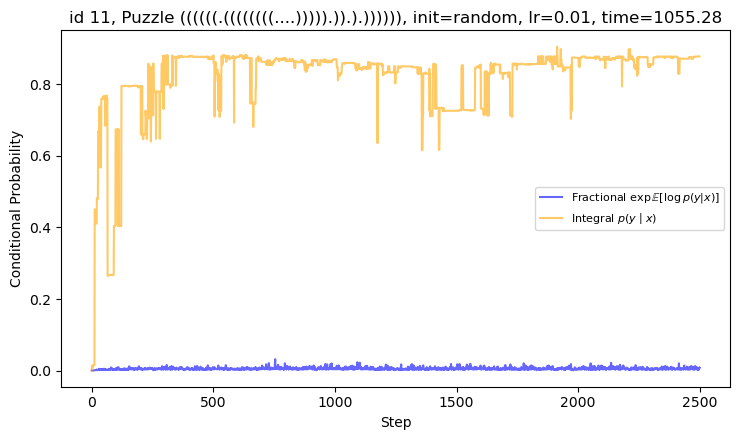 id 11, Puzzle ((((((.((((((((....))))).)).).)))))), init=random, lr=0.01, time=1055.28
Conditional Probability
0.8
0.6
0.4
0.2
0.0
Fractional exp𝔼[log p(y|x)]
Integral p(y | x)
0 500 1000 1500 2000 2500
Step